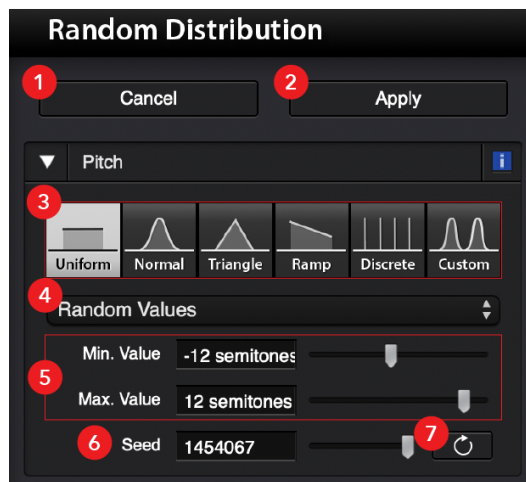 Random Distribution
1 2
Cancel Apply
Pitch i
3
Uniform Normal Triangle Ramp Discrete Custom
4
Random Values
Min. Value -12 semitones
5
Max. Value 12 semitones
6 Seed 1454067 7